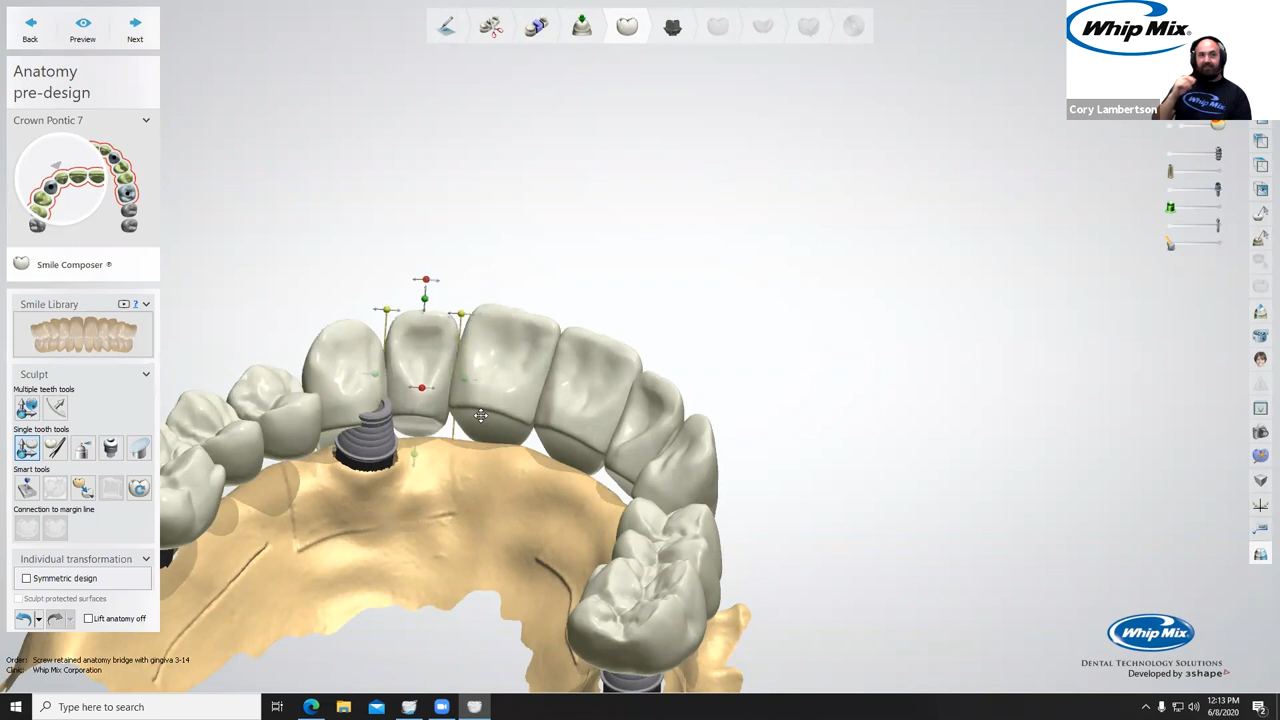 Back
Preview
Next
Whip Mix®
Whip Mix
Cory Lambertson
Anatomy
pre-design
Crown Pontic 7
Smile Composer ®
Smile Library
?
Sculpt
Multiple teeth tools
Single tooth tools
Smart tools
Connection to margin line
Individual transformation
Symmetric design
Sculpt protected surfaces
Lift anatomy off
Order: Screw retained anatomy bridge with gingiva 3-14
Clinic: Whip Mix Corporation
Whip Mix®
DENTAL TECHNOLOGY SOLUTIONS
Developed by 3shape
Type here to search
12:13 PM
6/8/2020
2